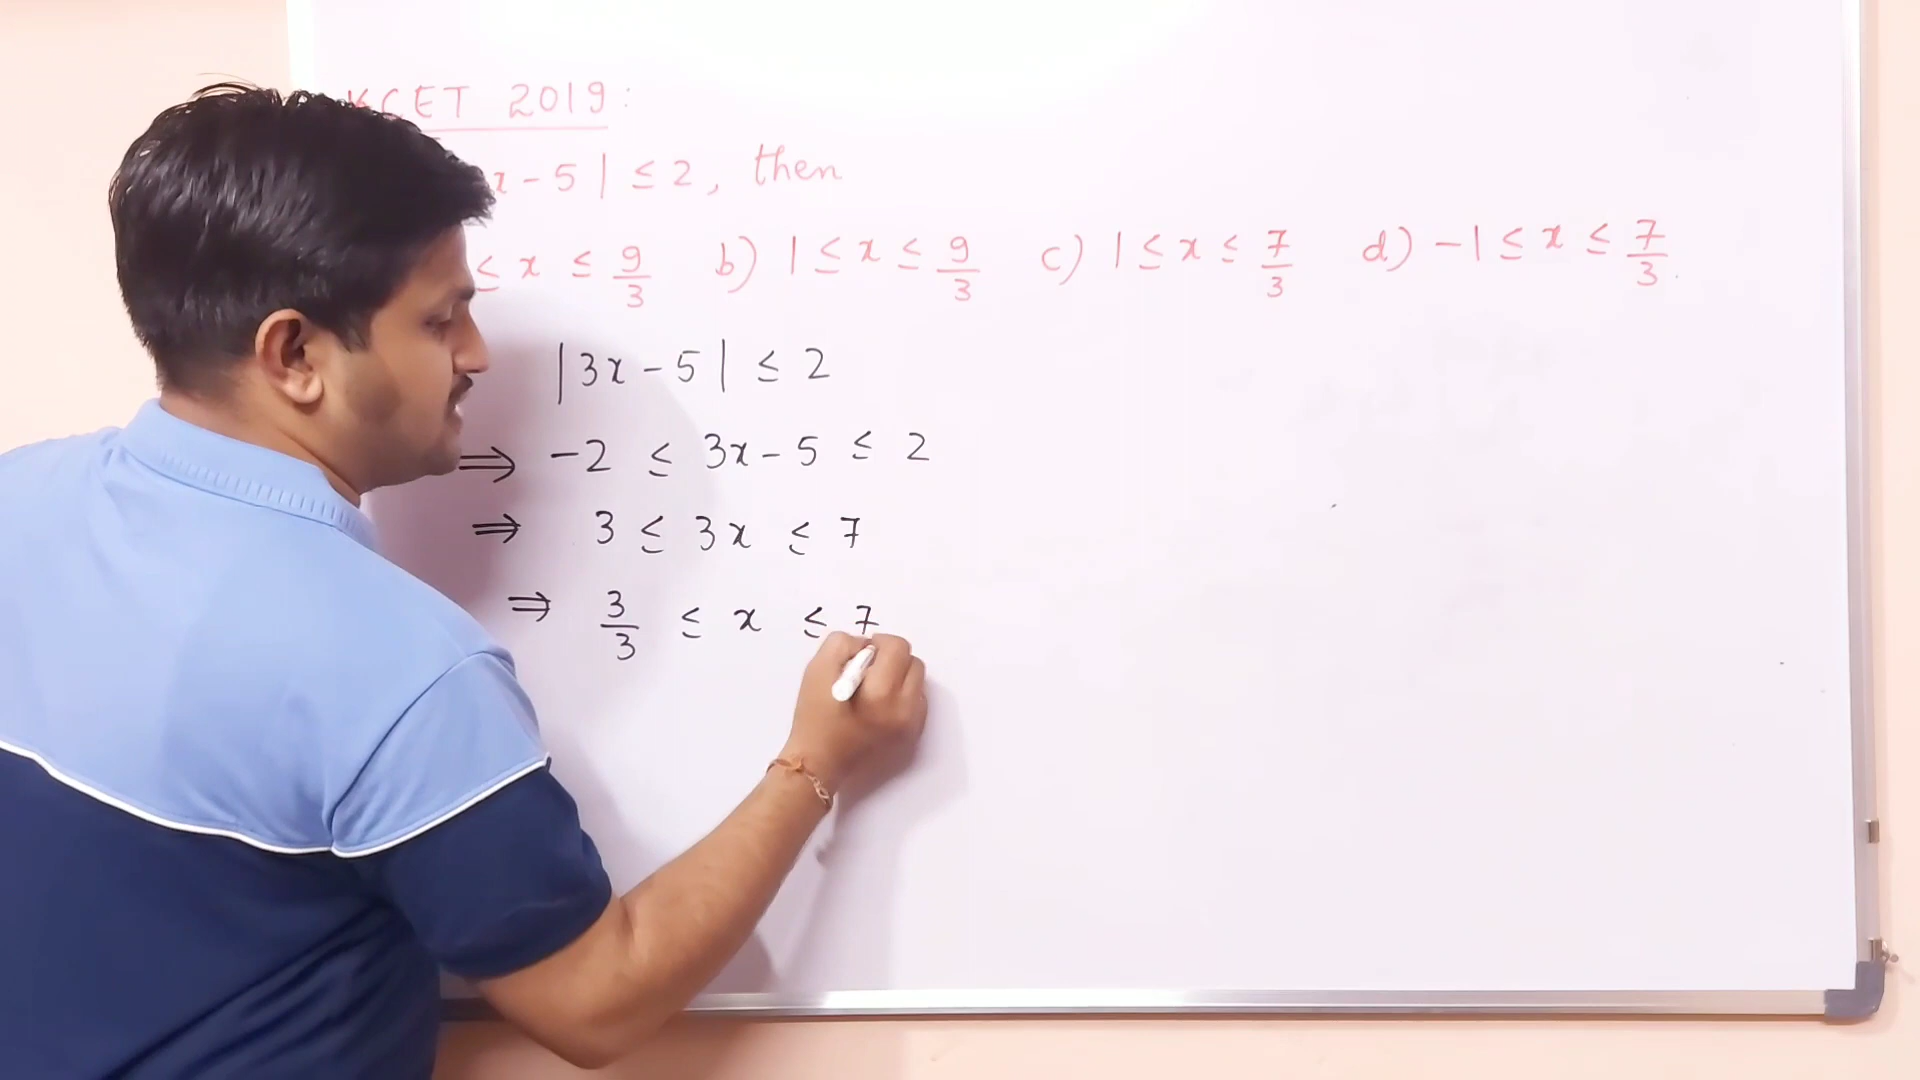 KCET 2019:
x - 5 | ≤ 2, then
≤ x ≤ 9/3 b) 1 ≤ x ≤ 9/3 c) 1 ≤ x ≤ 7/3 d) -1 ≤ x ≤ 7/3.
|3x - 5| ≤ 2
⇒ -2 ≤ 3x - 5 ≤ 2
⇒ 3 ≤ 3x ≤ 7
⇒ 3/3 ≤ x ≤ 7